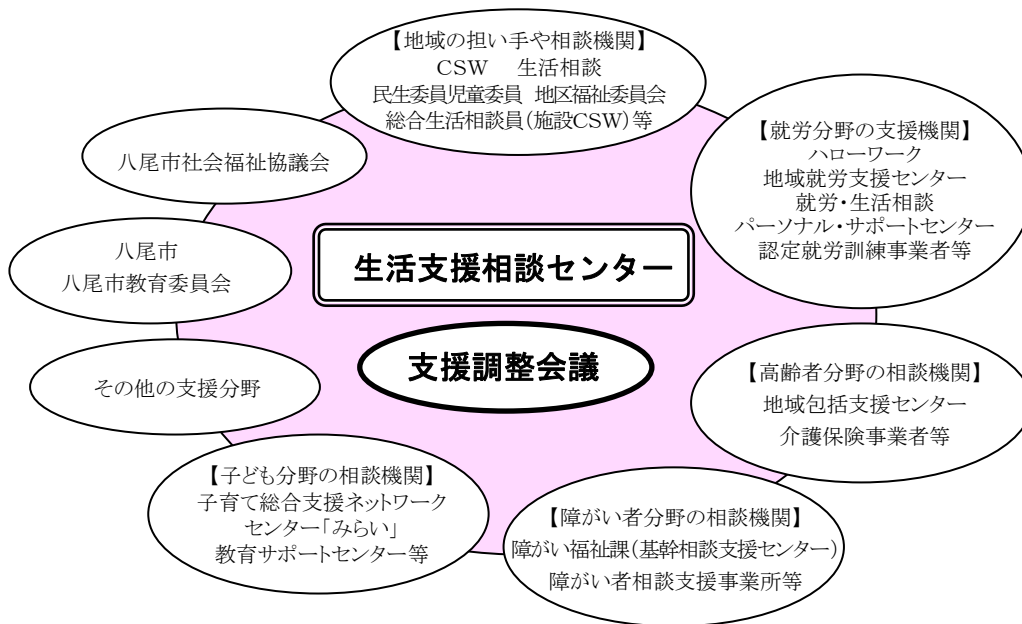 【地域の担い手や相談機関】
CSW 生活相談
民生委員児童委員 地区福祉委員会
総合生活相談員(施設CSW)等
【就労分野の支援機関】
ハローワーク
地域就労支援センター
就労・生活相談
パーソナル・サポートセンター
認定就労訓練事業者等
八尾市社会福祉協議会
八尾市
八尾市教育委員会
生活支援相談センター
支援調整会議
その他の支援分野
【高齢者分野の相談機関】
地域包括支援センター
介護保険事業者等
【子ども分野の相談機関】
子育て総合支援ネットワーク
センター「みらい」
教育サポートセンター等
【障がい者分野の相談機関】
障がい福祉課(基幹相談支援センター)
障がい者相談支援事業所等